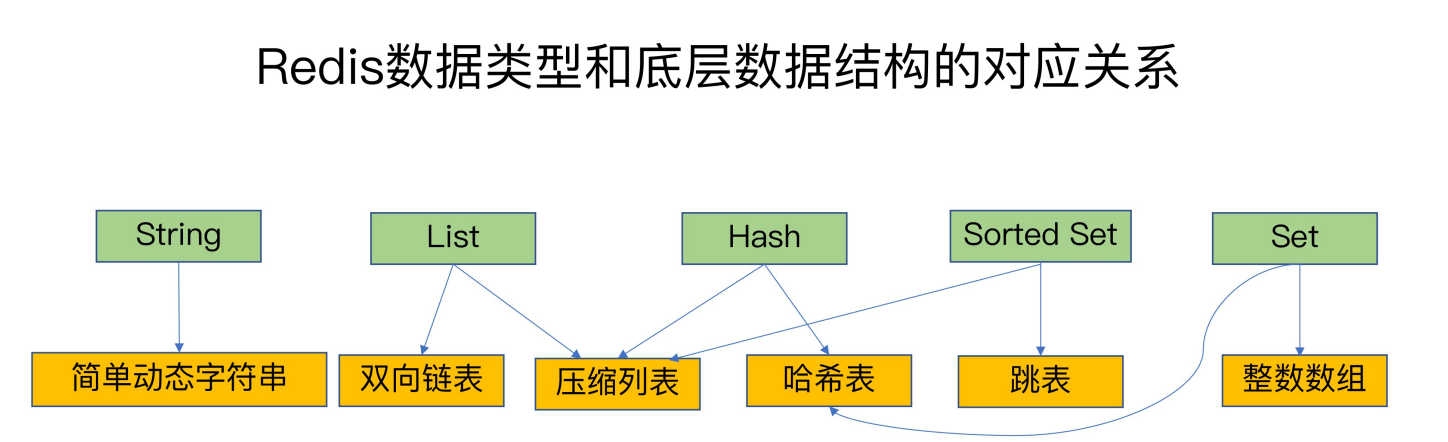 Redis数据类型和底层数据结构的对应关系
String
List
Hash
Sorted Set
Set
简单动态字符串
双向链表
压缩列表
哈希表
跳表
整数数组